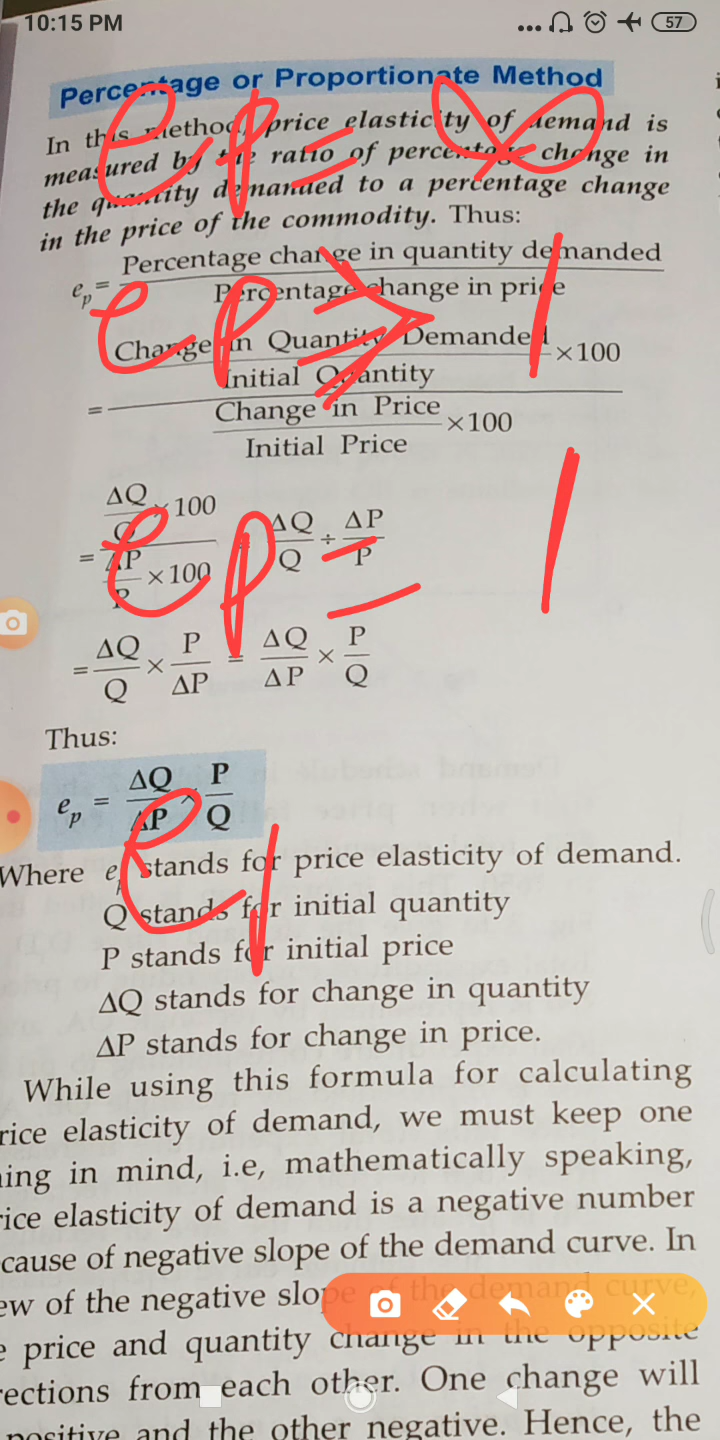 10:15 PM
57
Percentage or Proportionate Method
In this method, price elasticity of demand is
measured by the ratio of percentage change in
the quantity demanded to a percentage change
in the price of the commodity. Thus:
eₚ = Percentage change in quantity demanded
Percentage change in price
Change in Quantity Demanded ×100
Initial Quantity
=
Change in Price ×100
Initial Price
ΔQ/Q × 100
= ΔP/P × 100 = ΔQ/Q ÷ ΔP/P
= ΔQ/Q × P/ΔP = ΔQ/ΔP × P/Q
Thus:
eₚ = ΔQ/ΔP × P/Q
Where eₚ stands for price elasticity of demand.
Q stands for initial quantity
P stands for initial price
ΔQ stands for change in quantity
ΔP stands for change in price.
While using this formula for calculating
rice elasticity of demand, we must keep one
ing in mind, i.e, mathematically speaking,
ice elasticity of demand is a negative number
cause of negative slope of the demand curve. In
ew of the negative slope of the demand curve,
e price and quantity change in the opposite
rections from each other. One change will
positive and the other negative. Hence, the
ep = ∞
ep > 1
ep = 1
ep